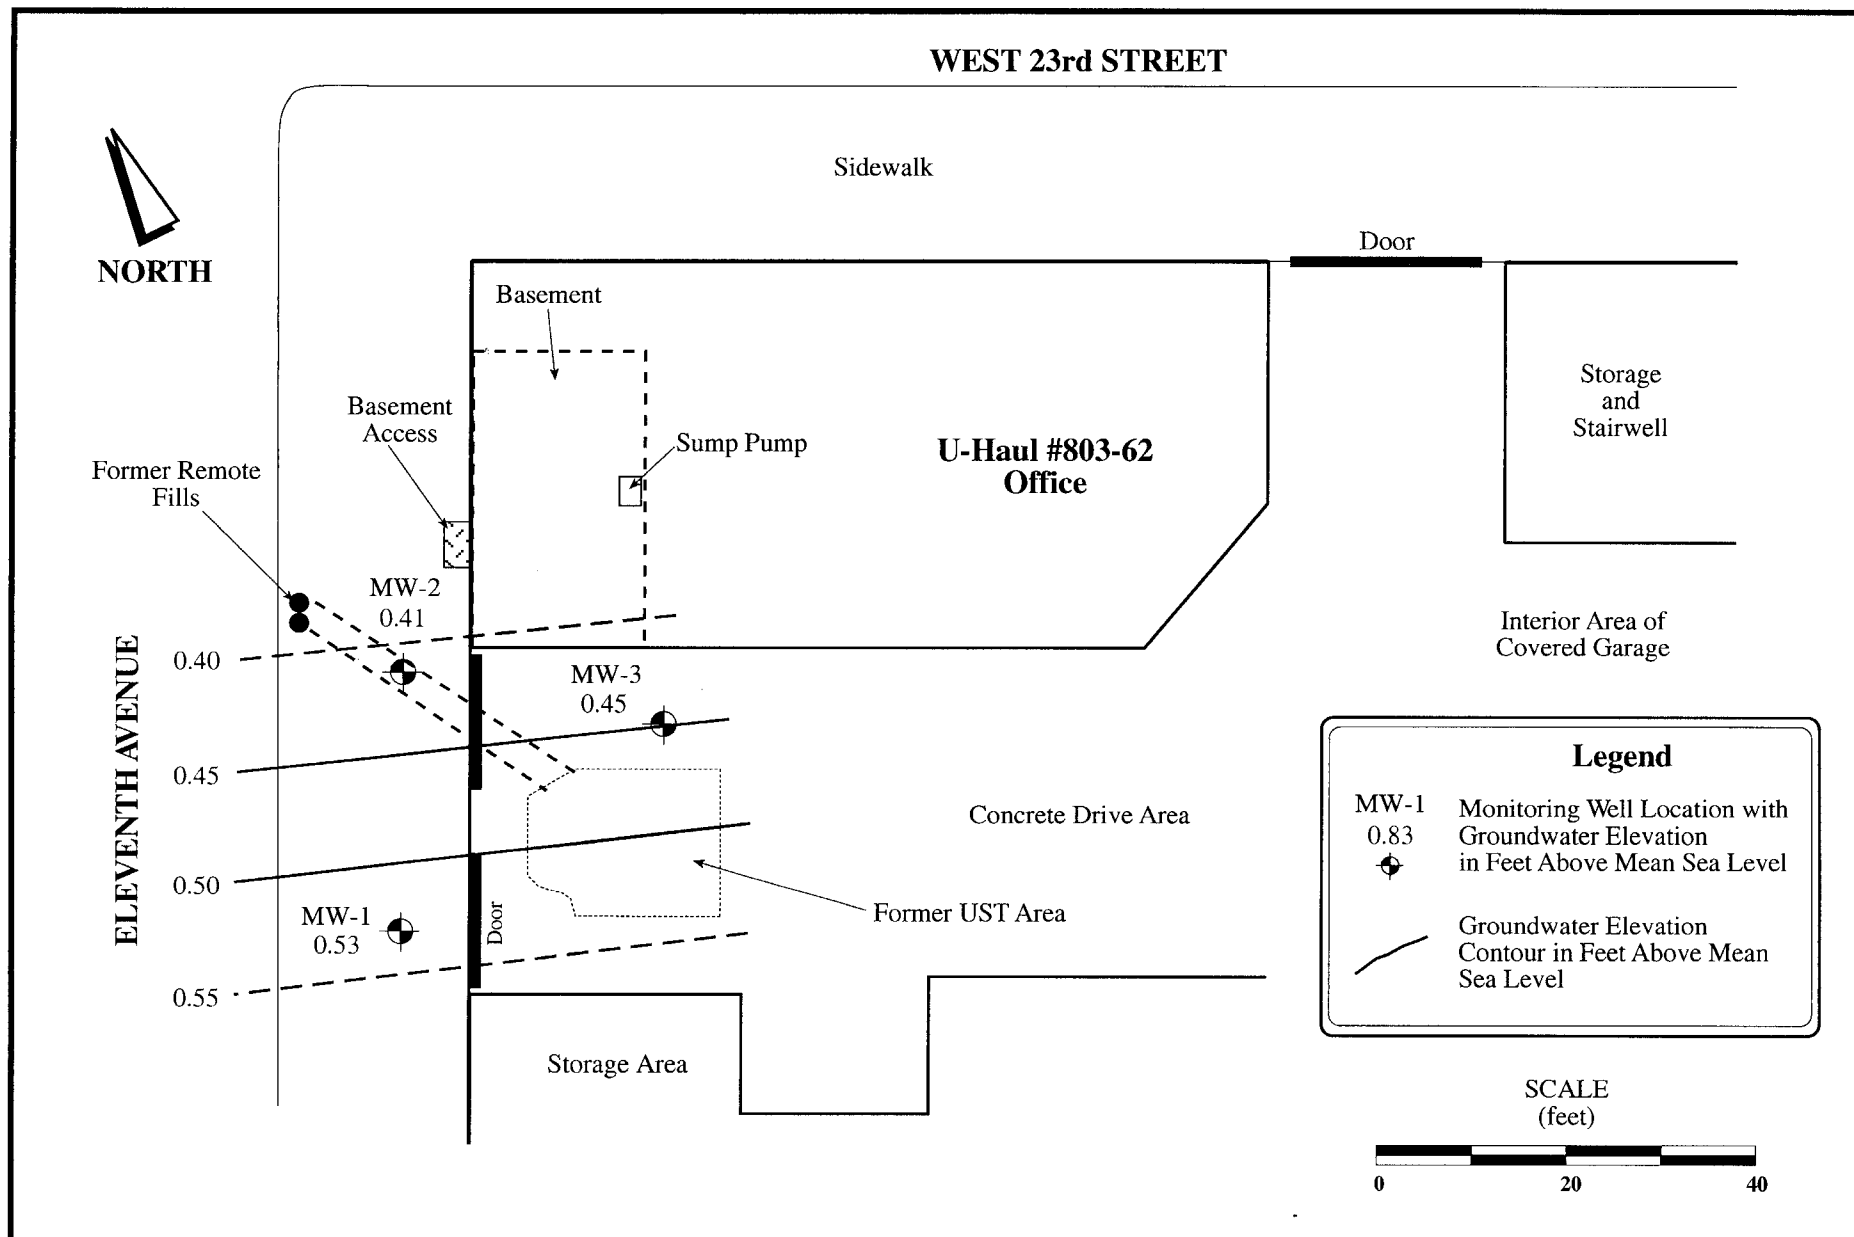 WEST 23rd STREET
Sidewalk
NORTH
Door
Basement
Storage
and
Stairwell
Basement
Access
Sump Pump
U-Haul #803-62
Office
Former Remote
Fills
MW-2
0.41
Interior Area of
Covered Garage
ELEVENTH AVENUE
0.40
MW-3
0.45
0.45
Concrete Drive Area
0.50
MW-1
0.53
Door
Former UST Area
0.55
Storage Area
Legend
MW-1
0.83
Monitoring Well Location with
Groundwater Elevation
in Feet Above Mean Sea Level
Groundwater Elevation
Contour in Feet Above Mean
Sea Level
SCALE
(feet)
0 20 40